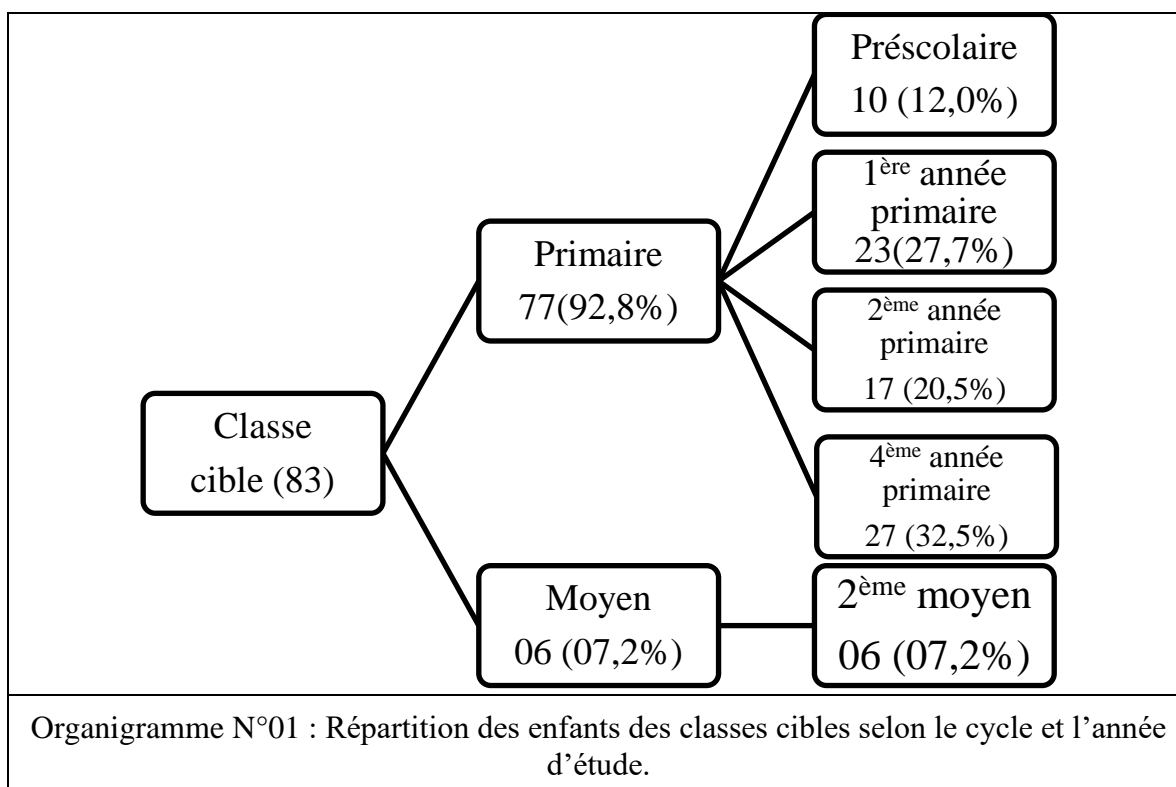 Préscolaire
10 (12,0%)
1ère année
primaire
23(27,7%)
Primaire
77(92,8%)
2ème année
primaire
17 (20,5%)
Classe
cible (83)
4ème année
primaire
27 (32,5%)
Moyen
06 (07,2%)
2ème moyen
06 (07,2%)
Organigramme N°01 : Répartition des enfants des classes cibles selon le cycle et l’année
d’étude.